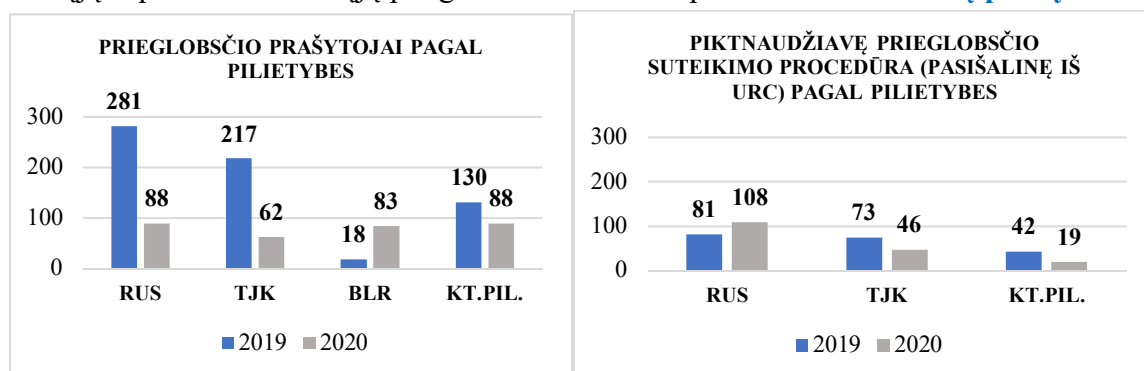 PRIEGLOBSČIO PRAŠYTOJAI PAGAL
PILIETYBES
281
217
130
88
62
18
83
88
300
200
100
0
RUS TJK BLR KT.PIL.
2019 2020
PIKTNAUDŽIAVĘ PRIEGLOBSČIO
SUTEIKIMO PROCEDŪRA (PASIŠALINĘ IŠ
URC) PAGAL PILIETYBES
300
200
100
0
81 108 73 46 42 19
RUS TJK KT.PIL.
2019 2020